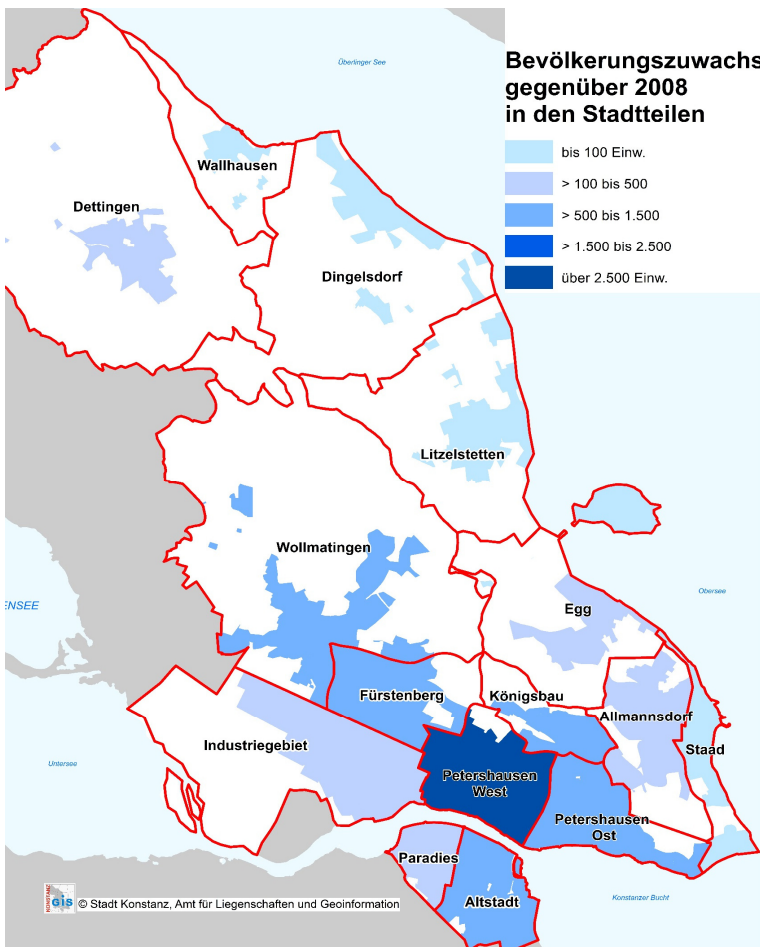 Bevölkerungszuwachs
gegenüber 2008
in den Stadtteilen
bis 100 Einw.
> 100 bis 500
> 500 bis 1.500
> 1.500 bis 2.500
über 2.500 Einw.
Überlinger See
Wallhausen
Dettingen
Dingelsdorf
Litzelstetten
Wollmatingen
ENSEE
Obersee
Egg
Fürstenberg
Königsbau
Allmannsdorf
Staad
Industriegebiet
Untersee
Petershausen
West
Petershausen
Ost
Paradies
Altstadt
Konstanzer Bucht
KONSTANZ
GIS
© Stadt Konstanz, Amt für Liegenschaften und Geoinformation